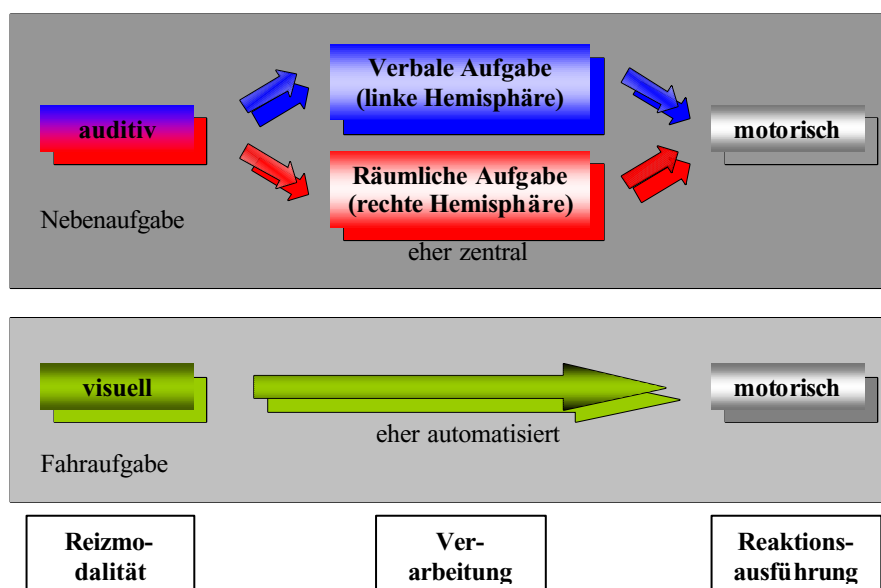 Verbale Aufgabe
(linke Hemisphäre)
auditiv
motorisch
Räumliche Aufgabe
(rechte Hemisphäre)
Nebenaufgabe
eher zentral
visuell
motorisch
eher automatisiert
Fahraufgabe
Reizmo-
dalität
Ver-
arbeitung
Reaktions-
ausführung